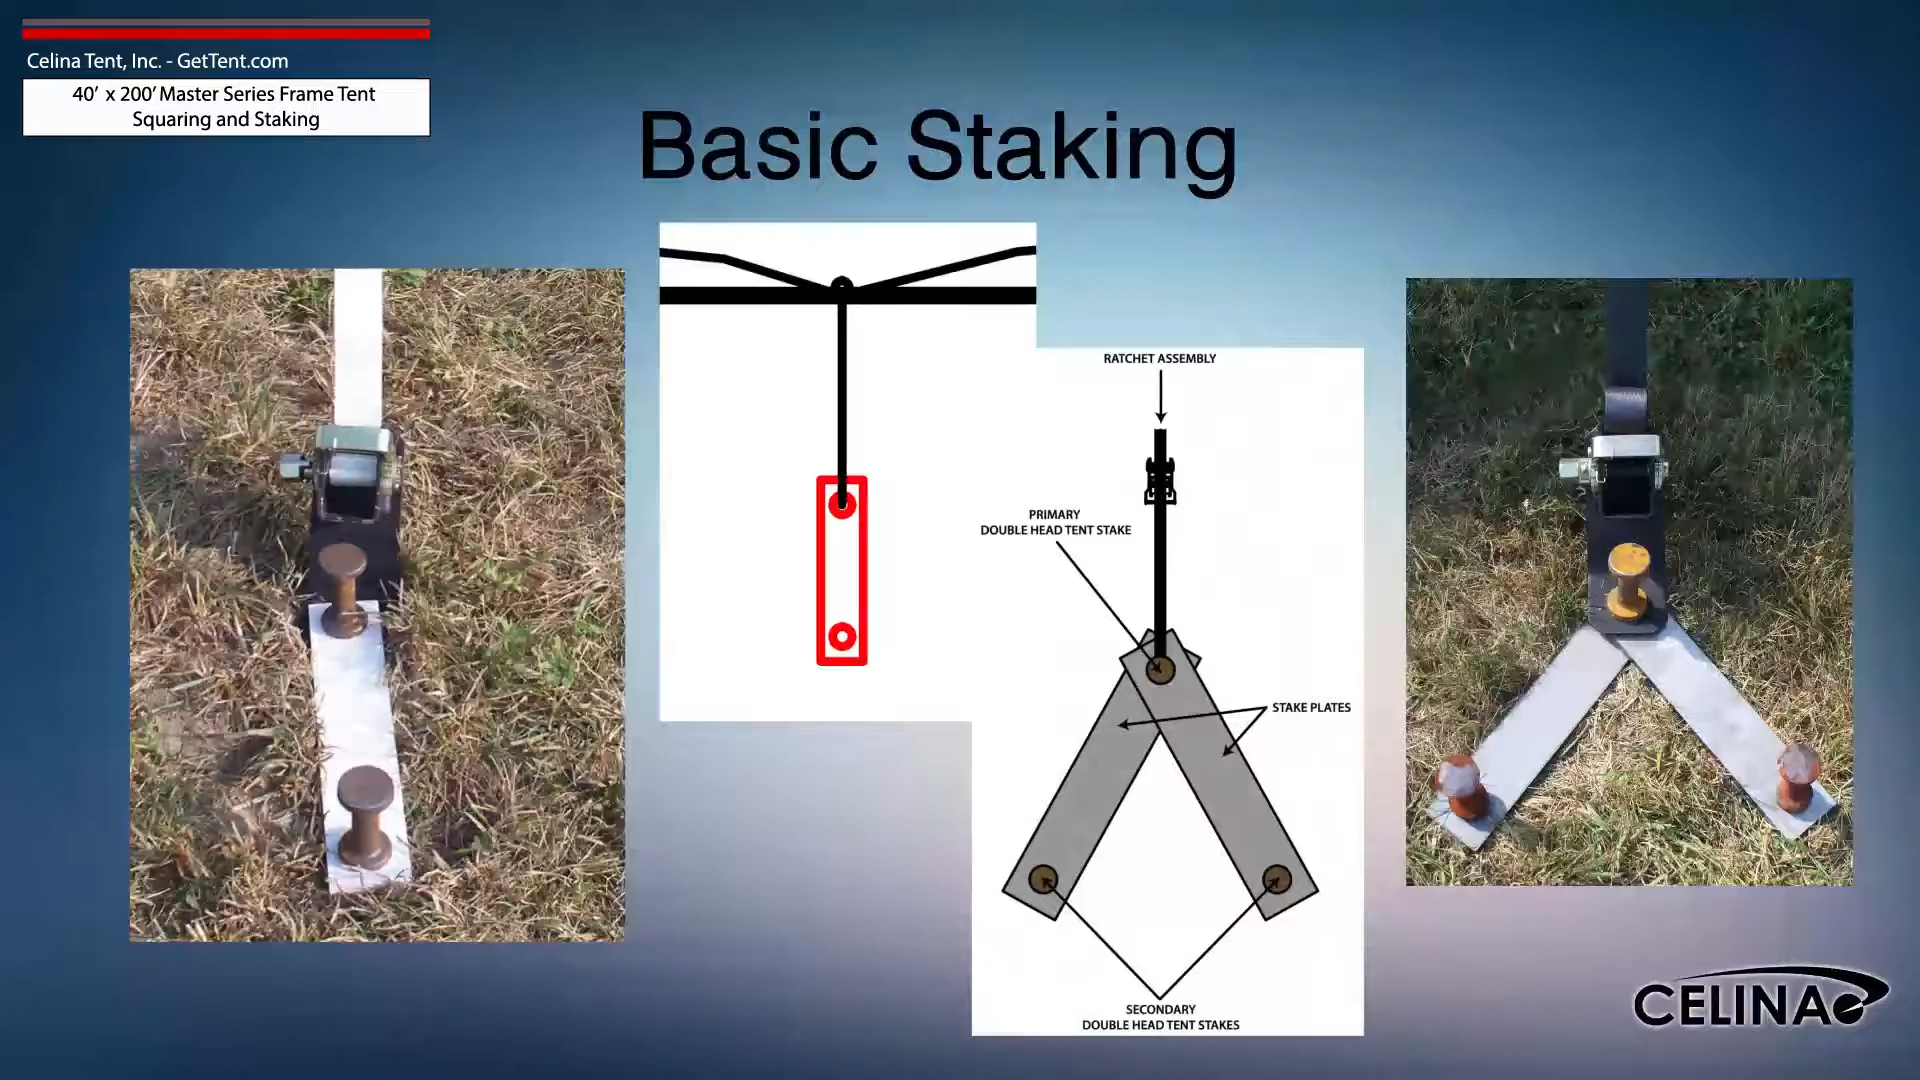 Celina Tent, Inc. - GetTent.com
40' x 200' Master Series Frame Tent
Squaring and Staking
Basic Staking
RATCHET ASSEMBLY
PRIMARY
DOUBLE HEAD TENT STAKE
STAKE PLATES
SECONDARY
DOUBLE HEAD TENT STAKES
CELINA